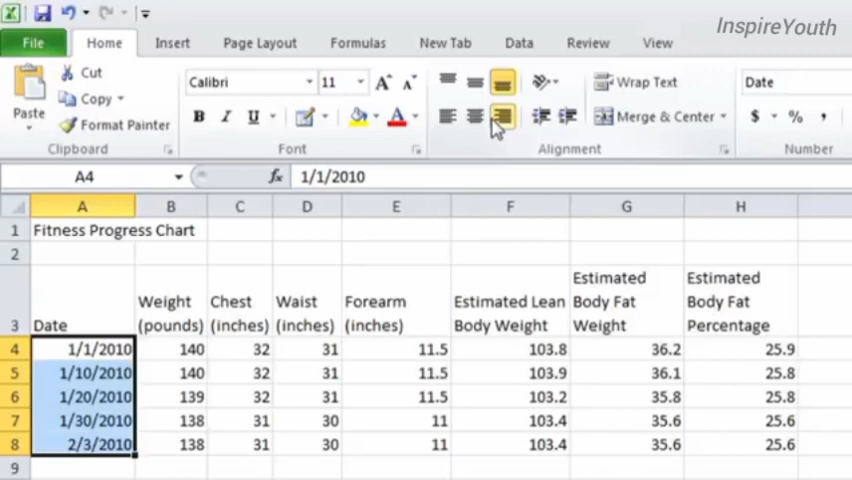 InspireYouth
File Home Insert Page Layout Formulas New Tab Data Review View
Cut
Copy
Format Painter
Paste
Clipboard
Calibri 11 A A
B I U A
Font
Wrap Text
Merge & Center
Alignment
Date
$ % ,
Number
A4 fx 1/1/2010
A B C D E F G H
1 Fitness Progress Chart
2
3 Date Weight (pounds) Chest (inches) Waist (inches) Forearm (inches) Estimated Lean Body Weight Estimated Body Fat Weight Estimated Body Fat Percentage
4 1/1/2010 140 32 31 11.5 103.8 36.2 25.9
5 1/10/2010 140 32 31 11.5 103.9 36.1 25.8
6 1/20/2010 139 32 31 11.5 103.2 35.8 25.8
7 1/30/2010 138 31 30 11 103.4 35.6 25.6
8 2/3/2010 138 31 30 11 103.4 35.6 25.6
9